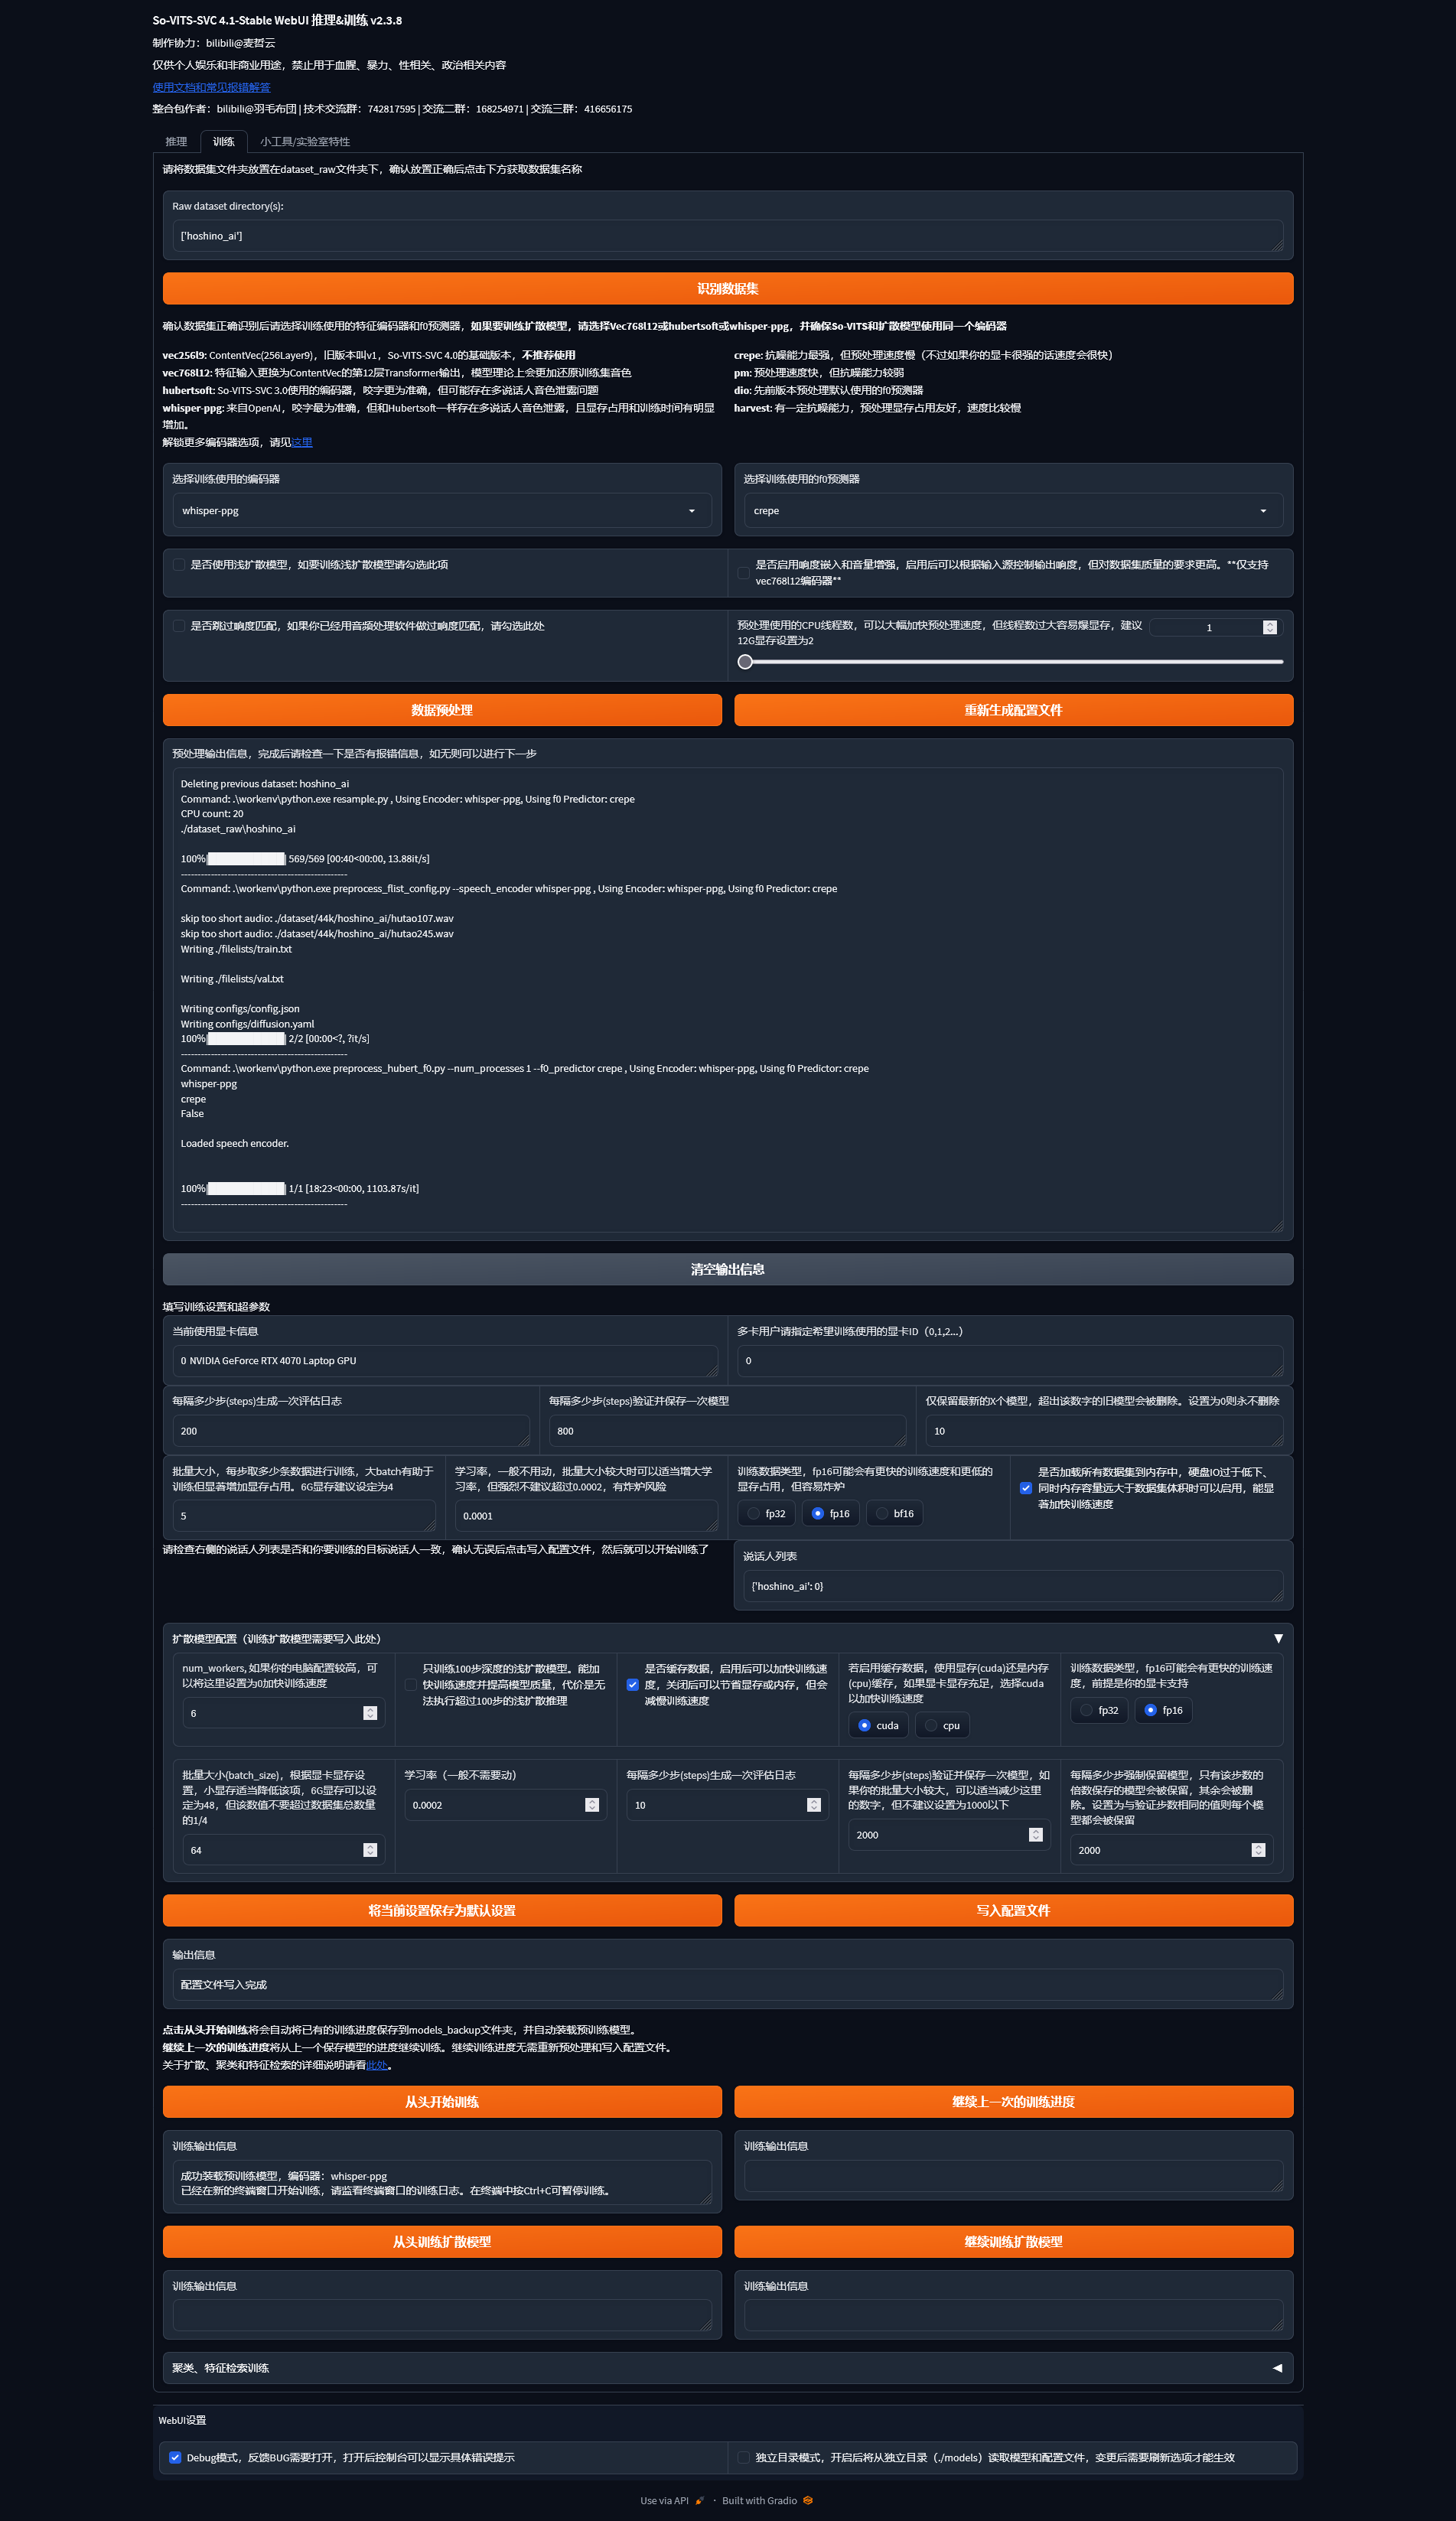 So-VITS-SVC 4.1-Stable WebUI 推理&训练 v2.3.8
制作协力：bilibili@麦哲云
仅供个人娱乐和非商业用途，禁止用于血腥、暴力、性相关、政治相关内容
使用文档和常见报错解答
整合包作者：bilibili@羽毛布団 | 技术交流群：742817595 | 交流二群：168254971 | 交流三群：416656175
推理
训练
小工具/实验室特性
请将数据集文件夹放置在dataset_raw文件夹下，确认放置正确后点击下方获取数据集名称
Raw dataset directory(s):
['hoshino_ai']
识别数据集
确认数据集正确识别后请选择训练使用的特征编码器和f0预测器，如果要训练扩散模型，请选择Vec768l12或hubertsoft或whisper-ppg，并确保So-VITS和扩散模型使用同一个编码器
vec256l9: ContentVec(256Layer9)，旧版本叫v1，So-VITS-SVC 4.0的基础版本，不推荐使用
vec768l12: 特征输入更换为ContentVec的第12层Transformer输出，模型理论上会更加还原训练集音色
hubertsoft: So-VITS-SVC 3.0使用的编码器，咬字更为准确，但可能存在多说话人音色泄露问题
whisper-ppg: 来自OpenAI，咬字最为准确，但和Hubertsoft一样存在多说话人音色泄露，且显存占用和训练时间有明显
增加。
解锁更多编码器选项，请见这里
crepe: 抗噪能力最强，但预处理速度慢（不过如果你的显卡很强的话速度会很快）
pm: 预处理速度快，但抗噪能力较弱
dio: 先前版本预处理默认使用的f0预测器
harvest: 有一定抗噪能力，预处理显存占用友好，速度比较慢
选择训练使用的编码器
whisper-ppg
选择训练使用的f0预测器
crepe
是否使用浅扩散模型，如要训练浅扩散模型请勾选此项
是否启用响度嵌入和音量增强，启用后可以根据输入源控制输出响度，但对数据集质量的要求更高。**仅支持
vec768l12编码器**
是否跳过响度匹配，如果你已经用音频处理软件做过响度匹配，请勾选此处
预处理使用的CPU线程数，可以大幅加快预处理速度，但线程数过大容易爆显存，建议
12G显存设置为2
1
数据预处理
重新生成配置文件
预处理输出信息，完成后请检查一下是否有报错信息，如无则可以进行下一步
Deleting previous dataset: hoshino_ai
Command: .\workenv\python.exe resample.py , Using Encoder: whisper-ppg, Using f0 Predictor: crepe
CPU count: 20
./dataset_raw\hoshino_ai
100%|██████████| 569/569 [00:40<00:00, 13.88it/s]
--------------------------------------------------
Command: .\workenv\python.exe preprocess_flist_config.py --speech_encoder whisper-ppg , Using Encoder: whisper-ppg, Using f0 Predictor: crepe
skip too short audio: ./dataset/44k/hoshino_ai/hutao107.wav
skip too short audio: ./dataset/44k/hoshino_ai/hutao245.wav
Writing ./filelists/train.txt
Writing ./filelists/val.txt
Writing configs/config.json
Writing configs/diffusion.yaml
100%|██████████| 2/2 [00:00<?, ?it/s]
--------------------------------------------------
Command: .\workenv\python.exe preprocess_hubert_f0.py --num_processes 1 --f0_predictor crepe , Using Encoder: whisper-ppg, Using f0 Predictor: crepe
whisper-ppg
crepe
False
Loaded speech encoder.
100%|██████████| 1/1 [18:23<00:00, 1103.87s/it]
--------------------------------------------------
清空输出信息
填写训练设置和超参数
当前使用显卡信息
0 NVIDIA GeForce RTX 4070 Laptop GPU
多卡用户请指定希望训练使用的显卡ID（0,1,2...）
0
每隔多少步(steps)生成一次评估日志
200
每隔多少步(steps)验证并保存一次模型
800
仅保留最新的X个模型，超出该数字的旧模型会被删除。设置为0则永不删除
10
批量大小，每步取多少条数据进行训练，大batch有助于
训练但显著增加显存占用。6G显存建议设定为4
5
学习率，一般不用动，批量大小较大时可以适当增大学
习率，但强烈不建议超过0.0002，有炸炉风险
0.0001
训练数据类型，fp16可能会有更快的训练速度和更低的
显存占用，但容易炸炉
fp32
fp16
bf16
是否加载所有数据集到内存中，硬盘IO过于低下、
同时内存容量远大于数据集体积时可以启用，能显
著加快训练速度
请检查右侧的说话人列表是否和你要训练的目标说话人一致，确认无误后点击写入配置文件，然后就可以开始训练了
说话人列表
{'hoshino_ai': 0}
扩散模型配置（训练扩散模型需要写入此处）
▼
num_workers, 如果你的电脑配置较高，可
以将这里设置为0加快训练速度
6
只训练100步深度的浅扩散模型。能加
快训练速度并提高模型质量，代价是无
法执行超过100步的浅扩散推理
是否缓存数据，启用后可以加快训练速
度，关闭后可以节省显存或内存，但会
减慢训练速度
若启用缓存数据，使用显存(cuda)还是内存
(cpu)缓存，如果显卡显存充足，选择cuda
以加快训练速度
cuda
cpu
训练数据类型，fp16可能会有更快的训练速
度，前提是你的显卡支持
fp32
fp16
批量大小(batch_size)，根据显卡显存设
置，小显存适当降低该项，6G显存可以设
定为48，但该数值不要超过数据集总数量
的1/4
64
学习率（一般不需要动）
0.0002
每隔多少步(steps)生成一次评估日志
10
每隔多少步(steps)验证并保存一次模型，如
果你的批量大小较大，可以适当减少这里
的数字，但不建议设置为1000以下
2000
每隔多少步强制保留模型，只有该步数的
倍数保存的模型会被保留，其余会被删
除。设置为与验证步数相同的值则每个模
型都会被保留
2000
将当前设置保存为默认设置
写入配置文件
输出信息
配置文件写入完成
点击从头开始训练将会自动将已有的训练进度保存到models_backup文件夹，并自动装载预训练模型。
继续上一次的训练进度将从上一个保存模型的进度继续训练。继续训练进度无需重新预处理和写入配置文件。
关于扩散、聚类和特征检索的详细说明请看此处。
从头开始训练
继续上一次的训练进度
训练输出信息
成功装载预训练模型，编码器：whisper-ppg
已经在新的终端窗口开始训练，请监看终端窗口的训练日志。在终端中按Ctrl+C可暂停训练。
训练输出信息
从头训练扩散模型
继续训练扩散模型
训练输出信息
训练输出信息
聚类、特征检索训练
◀
WebUI设置
Debug模式，反馈BUG需要打开，打开后控制台可以显示具体错误提示
独立目录模式，开启后将从独立目录（./models）读取模型和配置文件，变更后需要刷新选项才能生效
Use via API · Built with Gradio